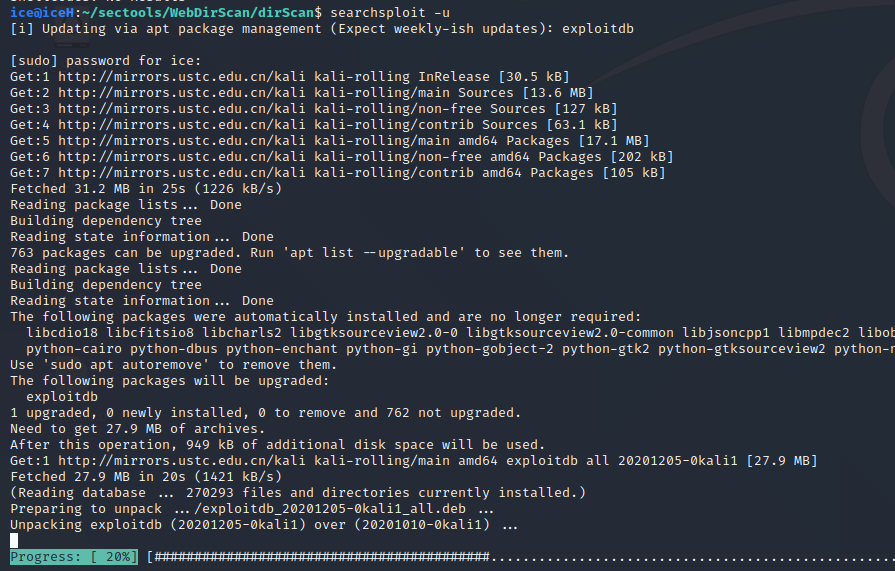 ice@iceH:~/sectools/WebDirScan/dirScan$ searchsploit -u
[i] Updating via apt package management (Expect weekly-ish updates): exploitdb
[sudo] password for ice:
Get:1 http://mirrors.ustc.edu.cn/kali kali-rolling InRelease [30.5 kB]
Get:2 http://mirrors.ustc.edu.cn/kali kali-rolling/main Sources [13.6 MB]
Get:3 http://mirrors.ustc.edu.cn/kali kali-rolling/non-free Sources [127 kB]
Get:4 http://mirrors.ustc.edu.cn/kali kali-rolling/contrib Sources [63.1 kB]
Get:5 http://mirrors.ustc.edu.cn/kali kali-rolling/main amd64 Packages [17.1 MB]
Get:6 http://mirrors.ustc.edu.cn/kali kali-rolling/non-free amd64 Packages [202 kB]
Get:7 http://mirrors.ustc.edu.cn/kali kali-rolling/contrib amd64 Packages [105 kB]
Fetched 31.2 MB in 25s (1226 kB/s)
Reading package lists... Done
Building dependency tree
Reading state information... Done
763 packages can be upgraded. Run 'apt list --upgradable' to see them.
Reading package lists... Done
Building dependency tree
Reading state information... Done
The following packages were automatically installed and are no longer required:
  libcdio18 libcfitsio8 libcharls2 libgtksourceview2.0-0 libgtksourceview2.0-common libjsoncpp1 libmpdec2 libob
  python-cairo python-dbus python-enchant python-gi python-gobject-2 python-gtk2 python-gtksourceview2 python-n
Use 'sudo apt autoremove' to remove them.
The following packages will be upgraded:
  exploitdb
1 upgraded, 0 newly installed, 0 to remove and 762 not upgraded.
Need to get 27.9 MB of archives.
After this operation, 949 kB of additional disk space will be used.
Get:1 http://mirrors.ustc.edu.cn/kali kali-rolling/main amd64 exploitdb all 20201205-0kali1 [27.9 MB]
Fetched 27.9 MB in 20s (1421 kB/s)
(Reading database ... 270293 files and directories currently installed.)
Preparing to unpack .../exploitdb_20201205-0kali1_all.deb ...
Unpacking exploitdb (20201205-0kali1) over (20201010-0kali1) ...
Progress: [ 20%] [##########################################...................................................